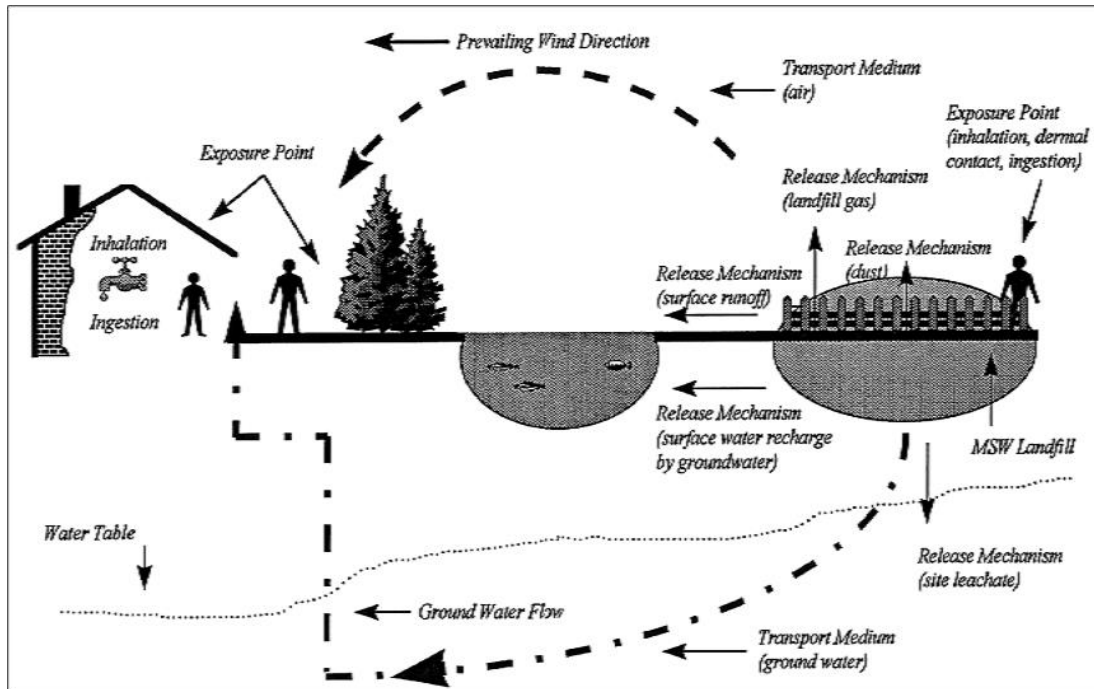 Prevailing Wind Direction
Transport Medium
(air)
Exposure Point
(inhalation, dermal
contact, ingestion)
Exposure Point
Release Mechanism
(landfill gas)
Inhalation
Release Mechanism
(dust)
Release Mechanism
(surface runoff)
Ingestion
Release Mechanism
(surface water recharge
by groundwater)
MSW Landfill
Water Table
Release Mechanism
(site leachate)
Ground Water Flow
Transport Medium
(ground water)